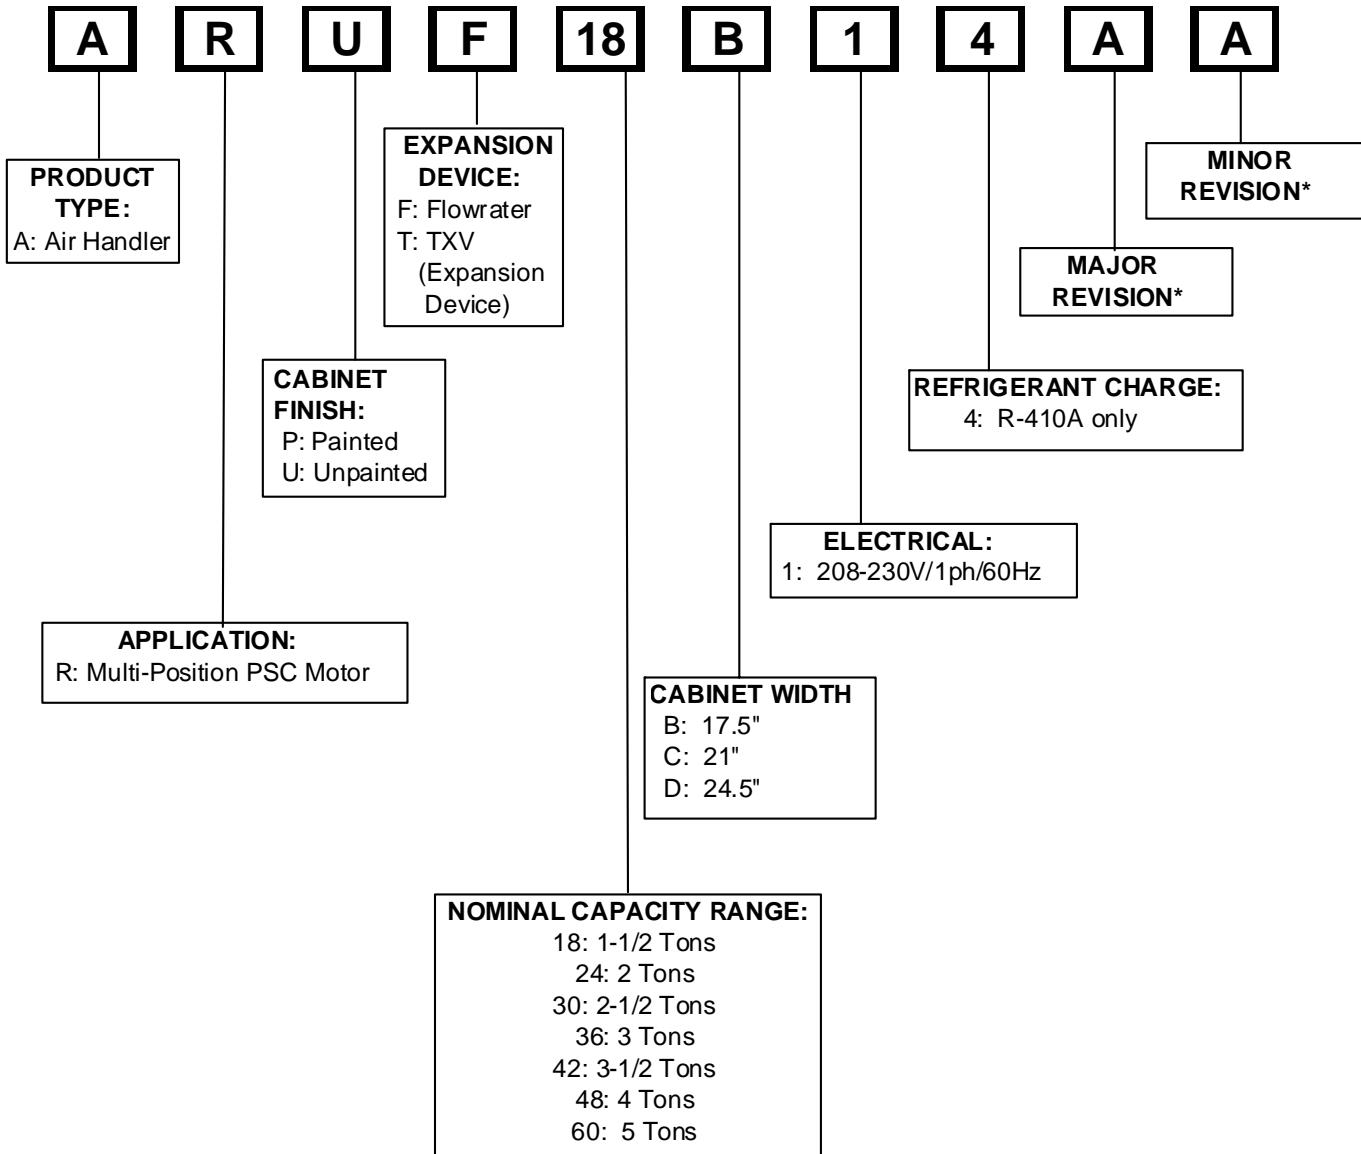 A R U F 18 B 1 4 A A
PRODUCT
TYPE:
A: Air Handler
EXPANSION
DEVICE:
F: Flowrater
T: TXV
(Expansion
Device)
MINOR
REVISION*
MAJOR
REVISION*
CABINET
FINISH:
P: Painted
U: Unpainted
REFRIGERANT CHARGE:
4: R-410A only
ELECTRICAL:
1: 208-230V/1ph/60Hz
APPLICATION:
R: Multi-Position PSC Motor
CABINET WIDTH
B: 17.5"
C: 21"
D: 24.5"
NOMINAL CAPACITY RANGE:
18: 1-1/2 Tons
24: 2 Tons
30: 2-1/2 Tons
36: 3 Tons
42: 3-1/2 Tons
48: 4 Tons
60: 5 Tons